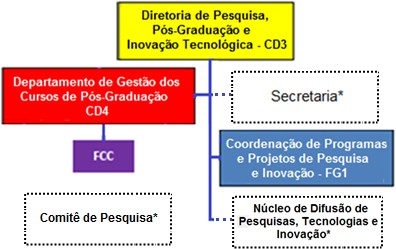 Diretoria de Pesquisa,
Pós-Graduação e
Inovação Tecnológica - CD3
Departamento de Gestão dos
Cursos de Pós-Graduação
CD4
Secretaria*
FCC
Coordenação de Programas
e Projetos de Pesquisa
e Inovação - FG1
Comitê de Pesquisa*
Núcleo de Difusão de
Pesquisas, Tecnologias e
Inovação*